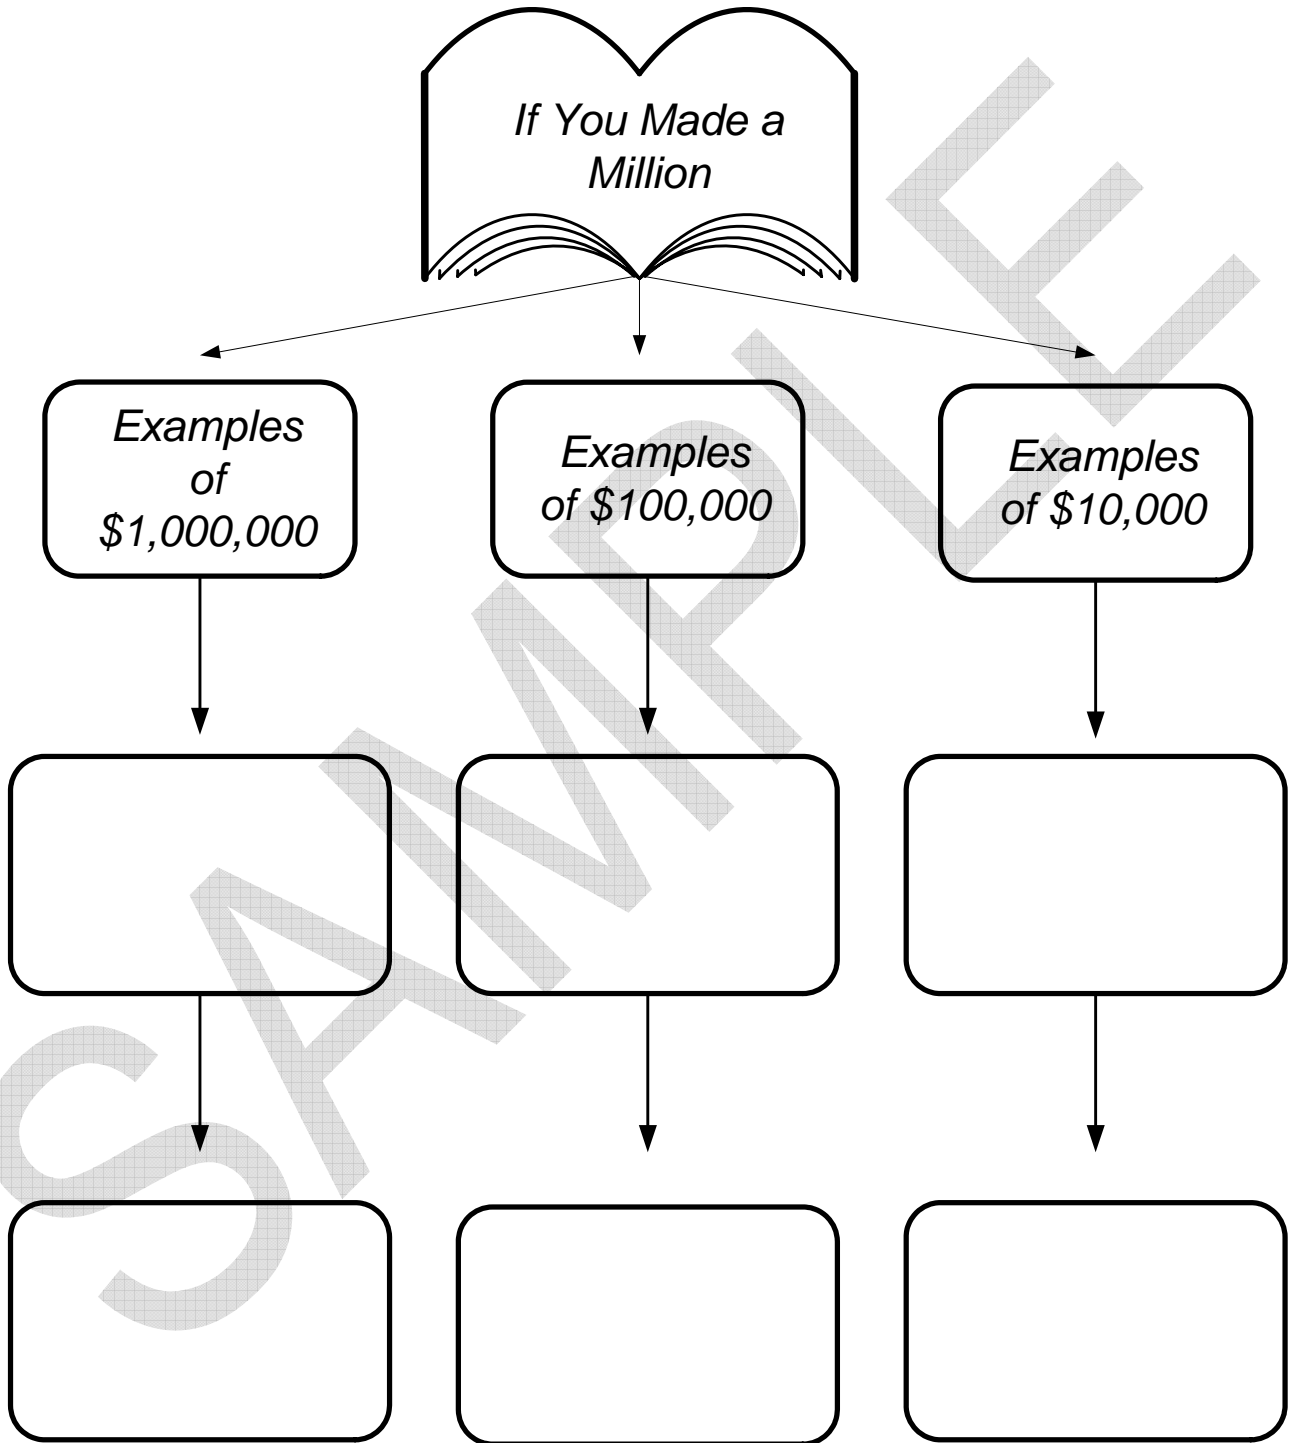 If You Made a
Million
Examples
of
$1,000,000
Examples
of $100,000
Examples
of $10,000
SAMPLE